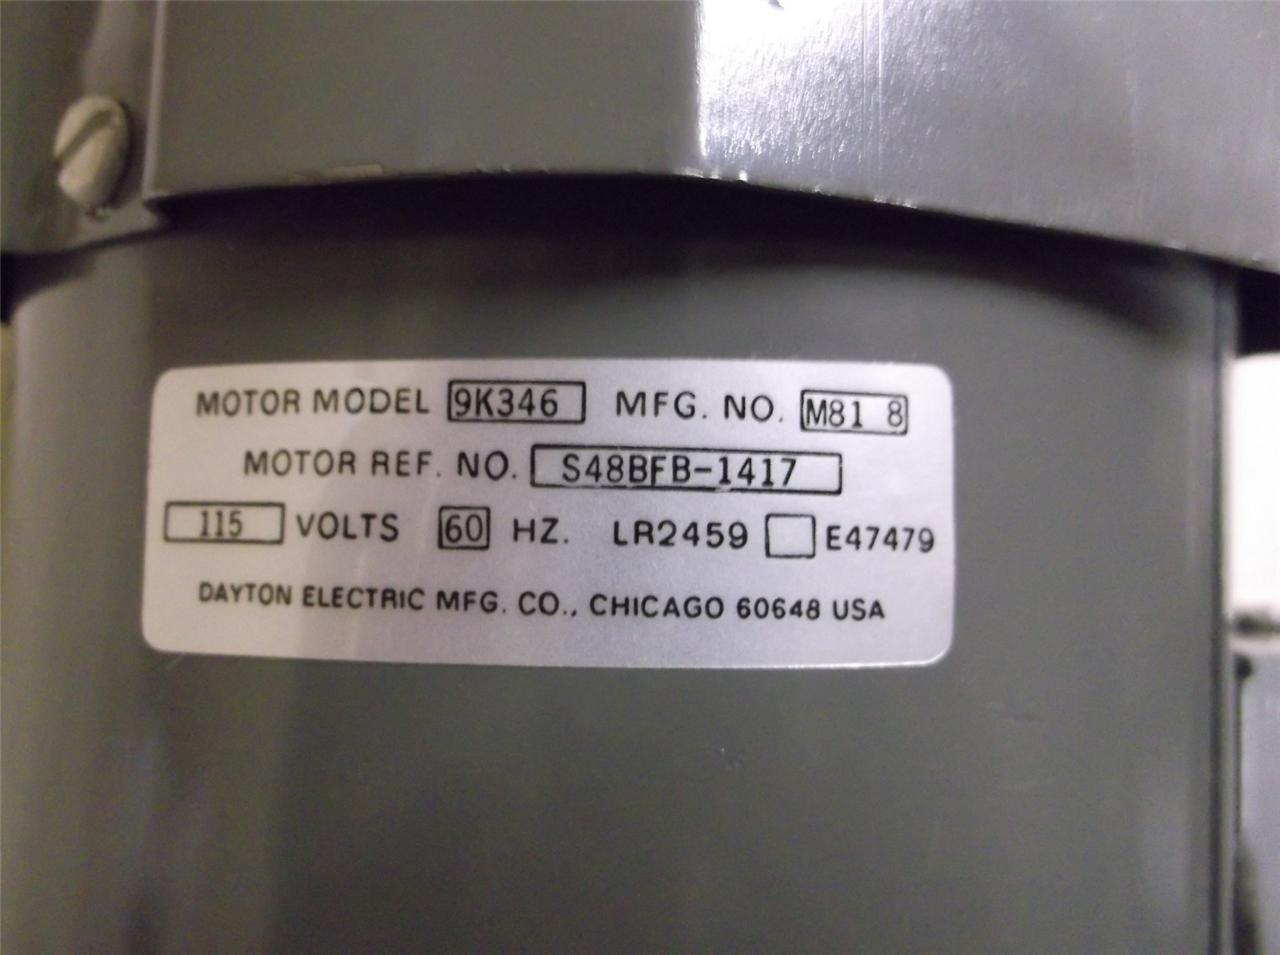 MOTOR MODEL 9K346 MFG. NO. M81 8
MOTOR REF. NO. S48BFB-1417
115 VOLTS 60 HZ. LR2459 E47479
DAYTON ELECTRIC MFG. CO., CHICAGO 60648 USA